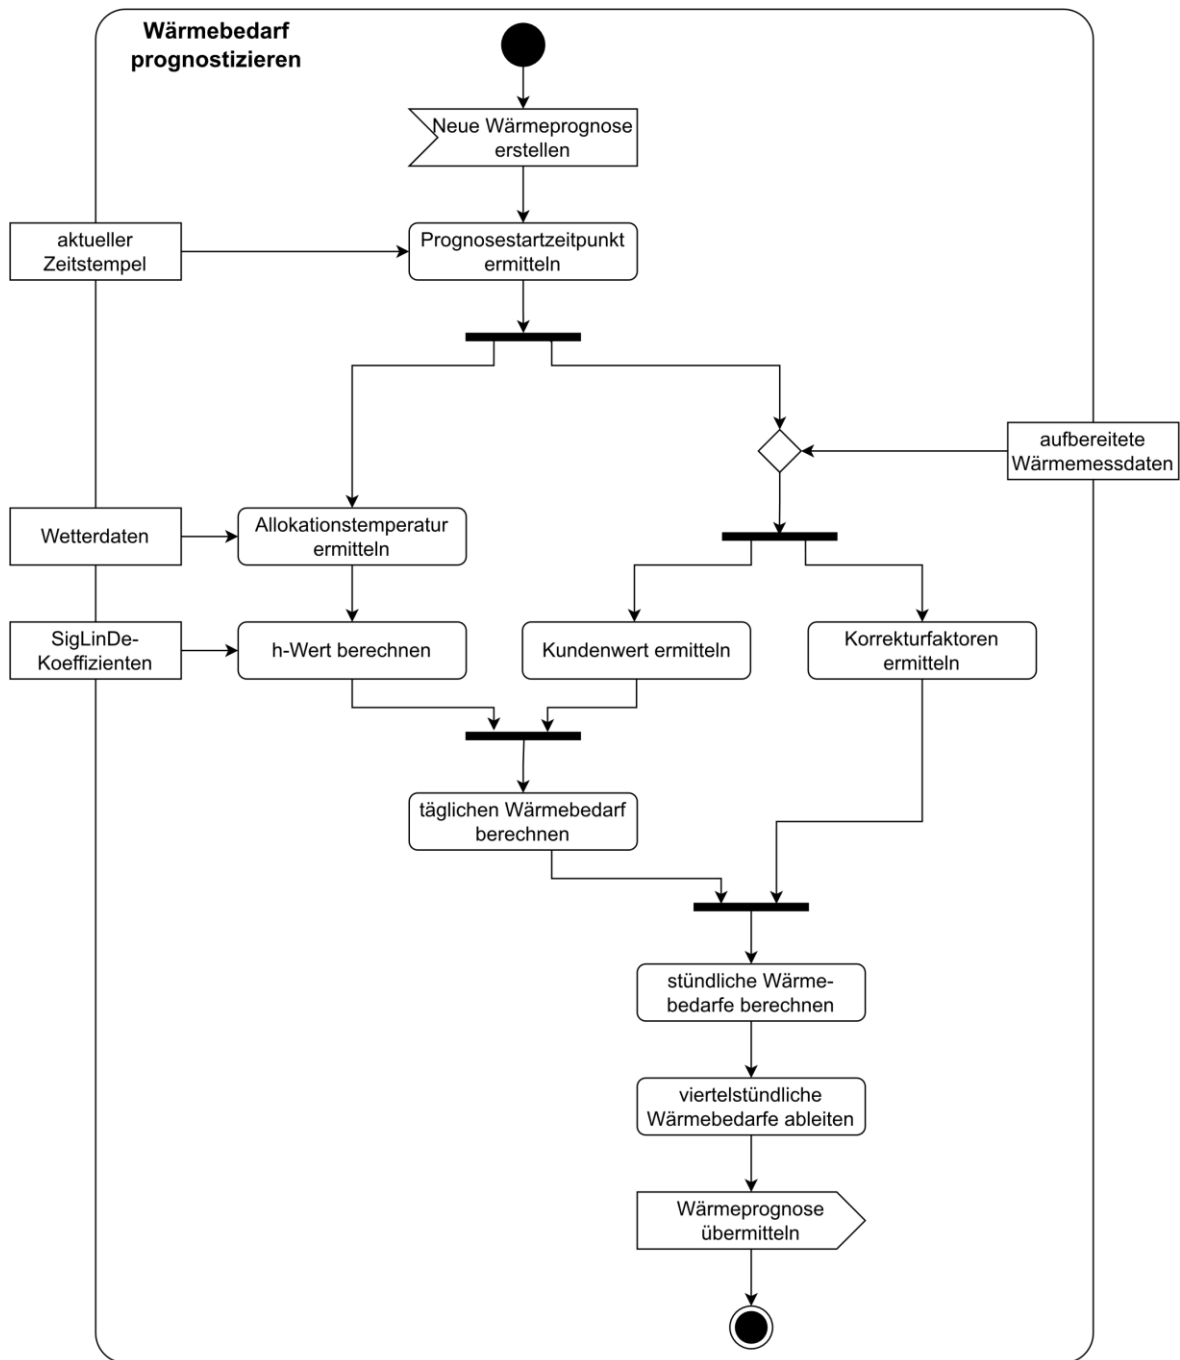 Wärmebedarf
prognostizieren
Neue Wärmeprognose
erstellen
aktueller
Zeitstempel
Prognosestartzeitpunkt
ermitteln
aufbereitete
Wärmemessdaten
Wetterdaten
Allokationstemperatur
ermitteln
SigLinDe-
Koeffizienten
h-Wert berechnen
Kundenwert ermitteln
Korrekturfaktoren
ermitteln
täglichen Wärmebedarf
berechnen
stündliche Wärme-
bedarfe berechnen
viertelstündliche
Wärmebedarfe ableiten
Wärmeprognose
übermitteln